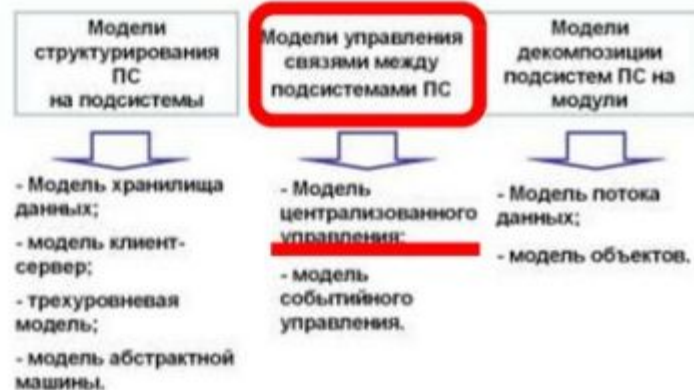 Модели
структурирования
ПС
на подсистемы
Модели управления
связями между
подсистемами ПС
Модели
декомпозиции
подсистем ПС на
модули
- Модель хранилища
данных;
- модель клиент-
сервер;
- трехуровневая
модель;
- модель абстрактной
машины.
- Модель
централизованного
управления;
- модель
событийного
управления.
- Модель потока
данных;
- модель объектов.